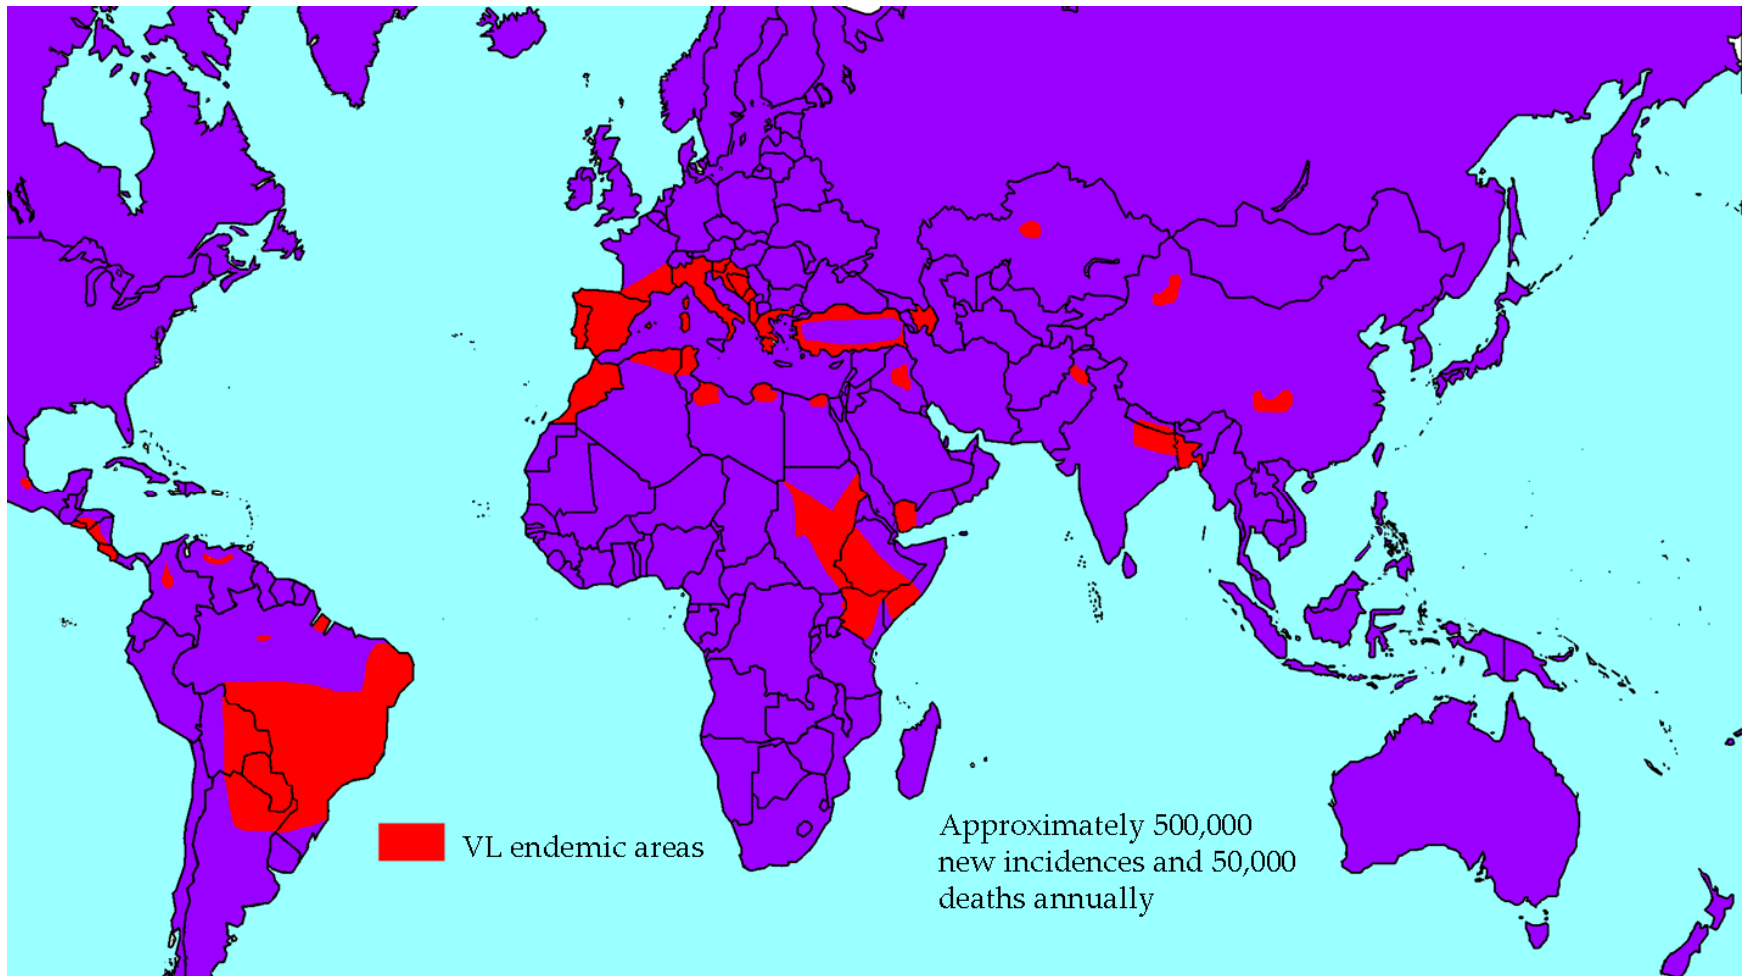 VL endemic areas
Approximately 500,000
new incidences and 50,000
deaths annually